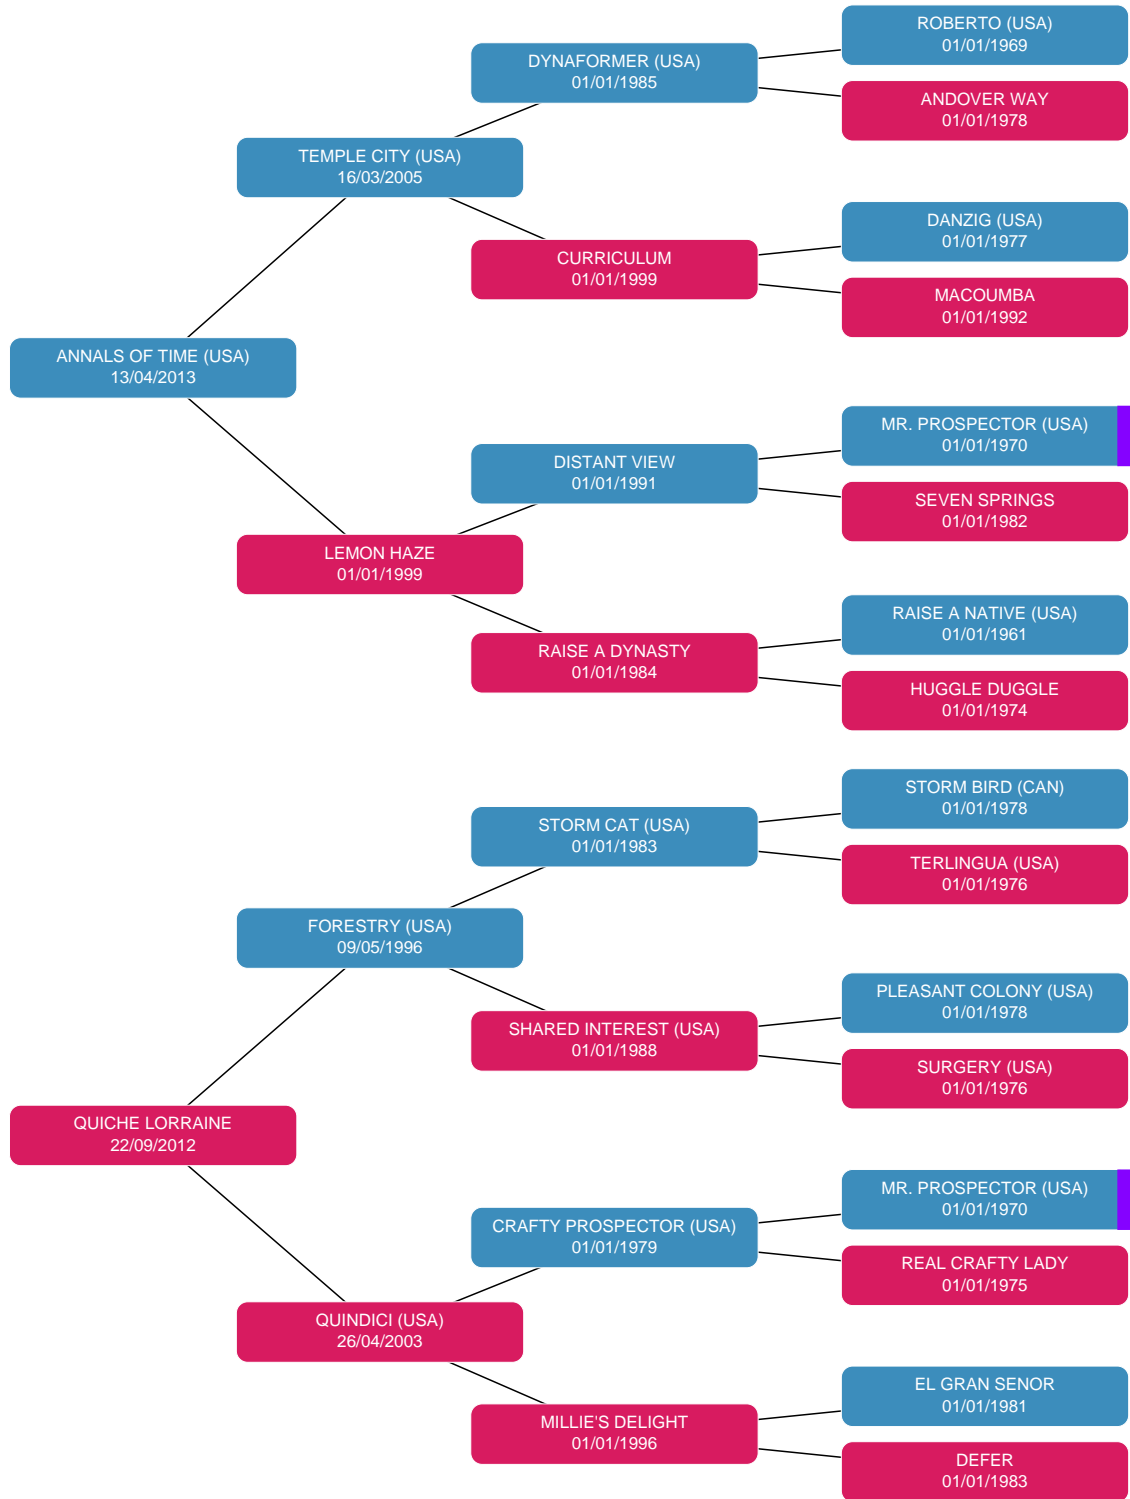 ROBERTO (USA)
01/01/1969
DYNAFORMER (USA)
01/01/1985
ANDOVER WAY
01/01/1978
TEMPLE CITY (USA)
16/03/2005
DANZIG (USA)
01/01/1977
CURRICULUM
01/01/1999
MACOUMBA
01/01/1992
ANNALS OF TIME (USA)
13/04/2013
MR. PROSPECTOR (USA)
01/01/1970
DISTANT VIEW
01/01/1991
SEVEN SPRINGS
01/01/1982
LEMON HAZE
01/01/1999
RAISE A NATIVE (USA)
01/01/1961
RAISE A DYNASTY
01/01/1984
HUGGLE DUGGLE
01/01/1974
STORM BIRD (CAN)
01/01/1978
STORM CAT (USA)
01/01/1983
TERLINGUA (USA)
01/01/1976
FORESTRY (USA)
09/05/1996
PLEASANT COLONY (USA)
01/01/1978
SHARED INTEREST (USA)
01/01/1988
SURGERY (USA)
01/01/1976
QUICHE LORRAINE
22/09/2012
MR. PROSPECTOR (USA)
01/01/1970
CRAFTY PROSPECTOR (USA)
01/01/1979
REAL CRAFTY LADY
01/01/1975
QUINDICI (USA)
26/04/2003
EL GRAN SENOR
01/01/1981
MILLIE'S DELIGHT
01/01/1996
DEFER
01/01/1983